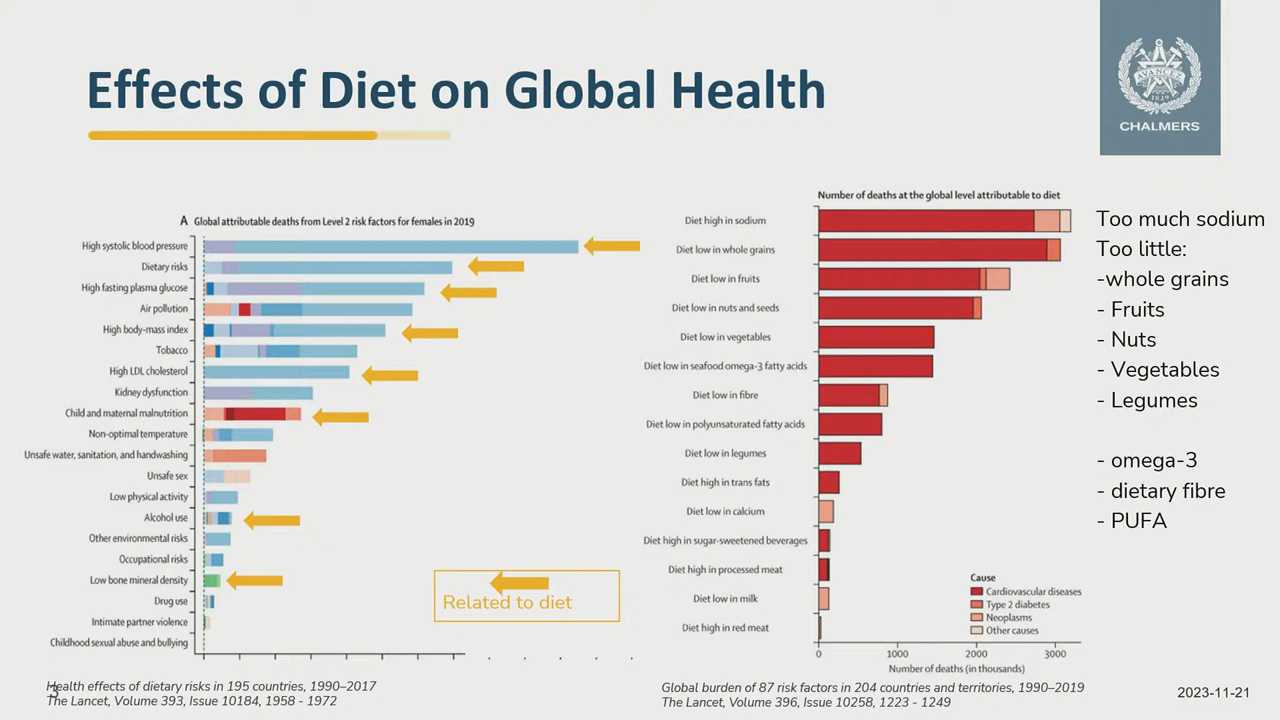 Effects of Diet on Global Health
AVANCEZ
1829
CHALMERS
A Global attributable deaths from Level 2 risk factors for females in 2019
High systolic blood pressure
Dietary risks
High fasting plasma glucose
Air pollution
High body-mass index
Tobacco
High LDL cholesterol
Kidney dysfunction
Child and maternal malnutrition
Non-optimal temperature
Unsafe water, sanitation, and handwashing
Unsafe sex
Low physical activity
Alcohol use
Other environmental risks
Occupational risks
Low bone mineral density
Drug use
Intimate partner violence
Childhood sexual abuse and bullying
Related to diet
Number of deaths at the global level attributable to diet
Diet high in sodium
Diet low in whole grains
Diet low in fruits
Diet low in nuts and seeds
Diet low in vegetables
Diet low in seafood omega-3 fatty acids
Diet low in fibre
Diet low in polyunsaturated fatty acids
Diet low in legumes
Diet high in trans fats
Diet low in calcium
Diet high in sugar-sweetened beverages
Diet high in processed meat
Diet low in milk
Diet high in red meat
Cause
Cardiovascular diseases
Type 2 diabetes
Neoplasms
Other causes
0 1000 2000 3000
Number of deaths (in thousands)
Too much sodium
Too little:
-whole grains
- Fruits
- Nuts
- Vegetables
- Legumes
- omega-3
- dietary fibre
- PUFA
Health effects of dietary risks in 195 countries, 1990–2017
The Lancet, Volume 393, Issue 10184, 1958 - 1972
3
Global burden of 87 risk factors in 204 countries and territories, 1990–2019
The Lancet, Volume 396, Issue 10258, 1223 - 1249
2023-11-21